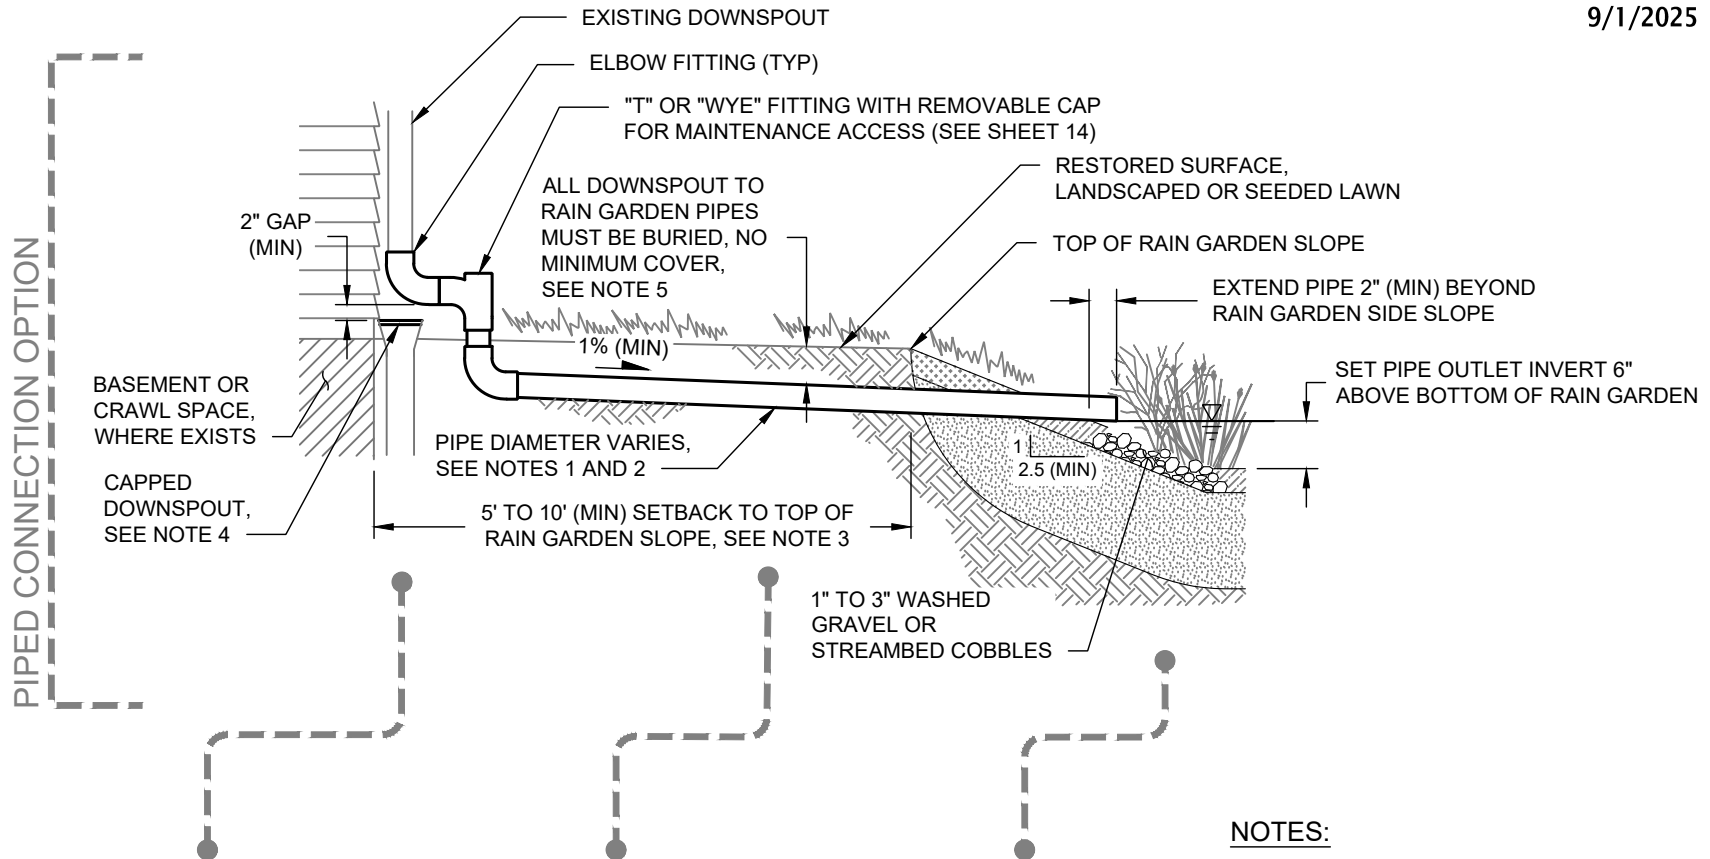 9/1/2025
EXISTING DOWNSPOUT
ELBOW FITTING (TYP)
"T" OR "WYE" FITTING WITH REMOVABLE CAP
FOR MAINTENANCE ACCESS (SEE SHEET 14)
RESTORED SURFACE,
LANDSCAPED OR SEEDED LAWN
ALL DOWNSPOUT TO
RAIN GARDEN PIPES
MUST BE BURIED, NO
MINIMUM COVER,
SEE NOTE 5
2" GAP
(MIN)
TOP OF RAIN GARDEN SLOPE
EXTEND PIPE 2" (MIN) BEYOND
RAIN GARDEN SIDE SLOPE
1% (MIN)
SET PIPE OUTLET INVERT 6"
ABOVE BOTTOM OF RAIN GARDEN
BASEMENT OR
CRAWL SPACE,
WHERE EXISTS
PIPE DIAMETER VARIES,
SEE NOTES 1 AND 2
1
2.5 (MIN)
CAPPED
DOWNSPOUT,
SEE NOTE 4
5' TO 10' (MIN) SETBACK TO TOP OF
RAIN GARDEN SLOPE, SEE NOTE 3
1" TO 3" WASHED
GRAVEL OR
STREAMBED COBBLES
PIPED CONNECTION OPTION
NOTES: